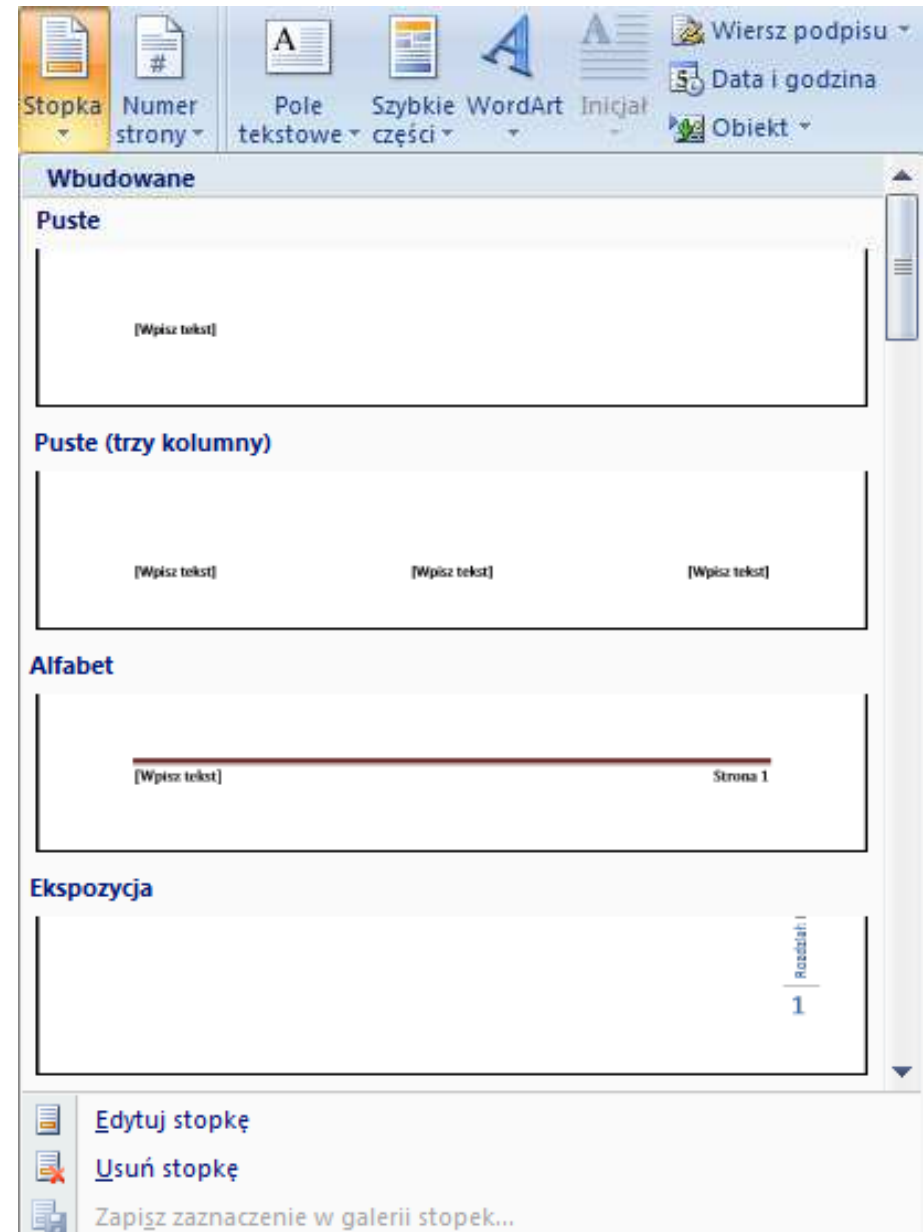 Stopka
Numer strony
Pole tekstowe
Szybkie części
WordArt
Inicjał
Wiersz podpisu
Data i godzina
Obiekt
Wbudowane
Puste
[Wpisz tekst]
Puste (trzy kolumny)
[Wpisz tekst] [Wpisz tekst] [Wpisz tekst]
Alfabet
[Wpisz tekst] Strona 1
Ekspozycja
Rozdział:
1
Edytuj stopkę
Usuń stopkę
Zapisz zaznaczenie w galerii stopek...